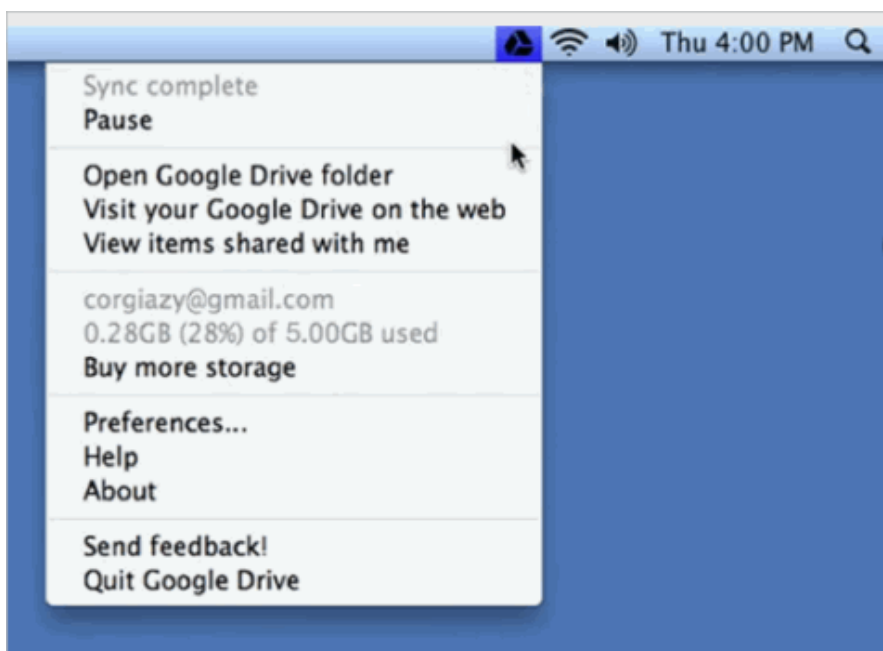 Thu 4:00 PM
Sync complete
Pause
Open Google Drive folder
Visit your Google Drive on the web
View items shared with me
corgiazy@gmail.com
0.28GB (28%) of 5.00GB used
Buy more storage
Preferences...
Help
About
Send feedback!
Quit Google Drive